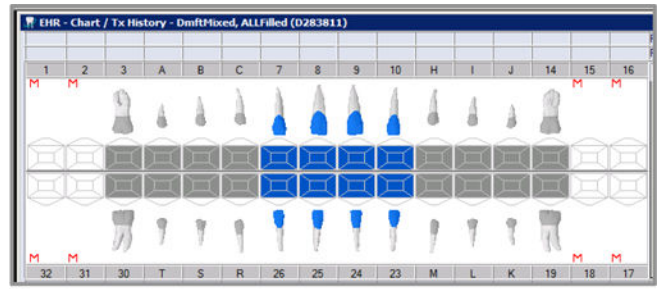 EHR - Chart / Tx History - DmftMixed, ALLFilled (D283811)
1 2 3 A B C 7 8 9 10 H I J 14 15 16
M M M M
M M M M
32 31 30 T S R 26 25 24 23 M L K 19 18 17